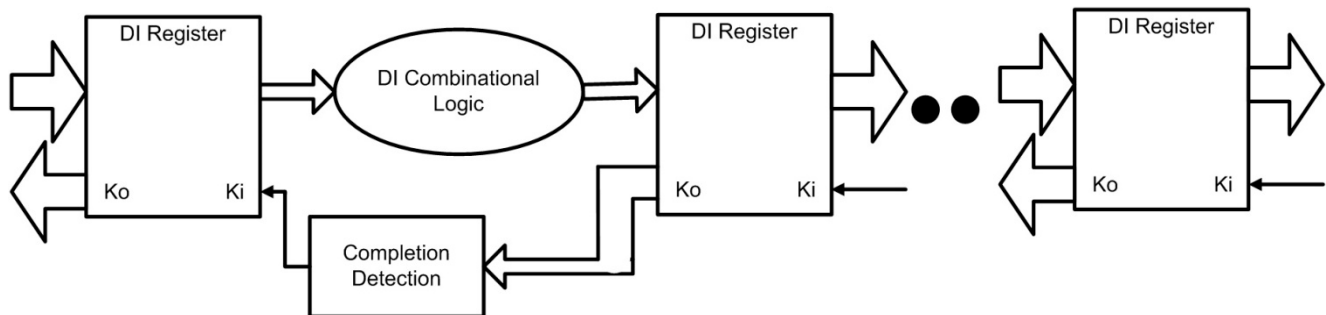 DI Register
DI Combinational
Logic
DI Register
DI Register
Ko
Ki
Ko
Ki
Ko
Ki
Completion
Detection